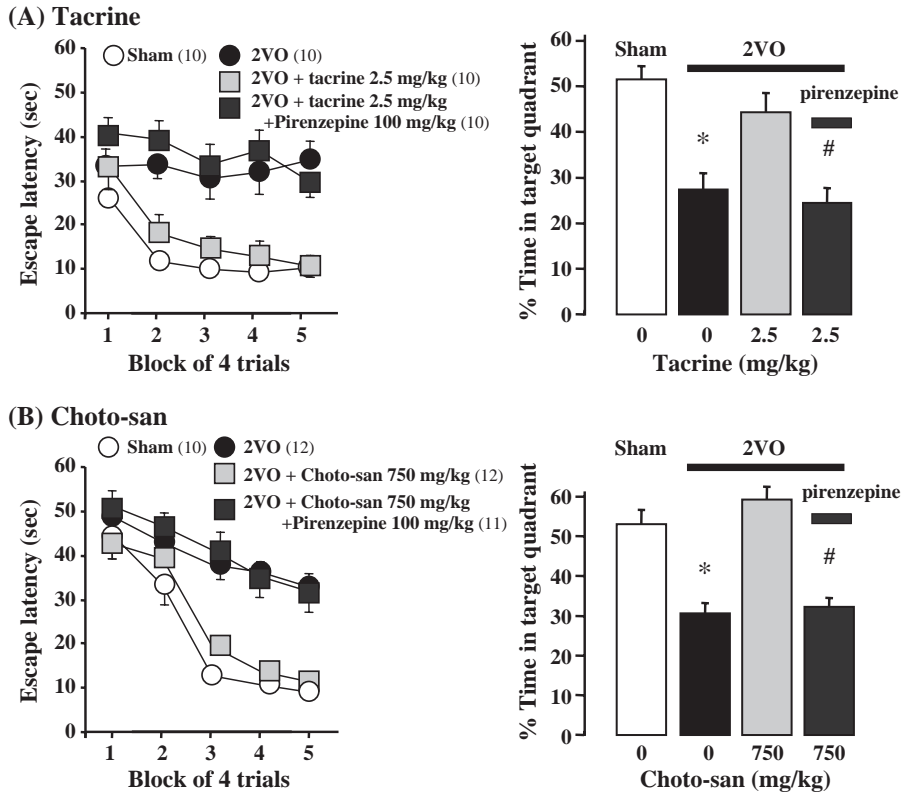 (A) Tacrine
Sham (10)
2VO (10)
2VO + tacrine 2.5 mg/kg (10)
2VO + tacrine 2.5 mg/kg
+Pirenzepine 100 mg/kg (10)
Escape latency (sec)
60
50
40
30
20
10
0
1 2 3 4 5
Block of 4 trials
Sham 2VO
pirenzepine
* #
% Time in target quadrant
60
50
40
30
20
10
0
0 0 2.5 2.5
Tacrine (mg/kg)
(B) Choto-san
Sham (10)
2VO (12)
2VO + Choto-san 750 mg/kg (12)
2VO + Choto-san 750 mg/kg
+Pirenzepine 100 mg/kg (11)
Escape latency (sec)
60
50
40
30
20
10
0
1 2 3 4 5
Block of 4 trials
Sham 2VO
pirenzepine
* #
% Time in target quadrant
60
50
40
30
20
10
0
0 0 750 750
Choto-san (mg/kg)